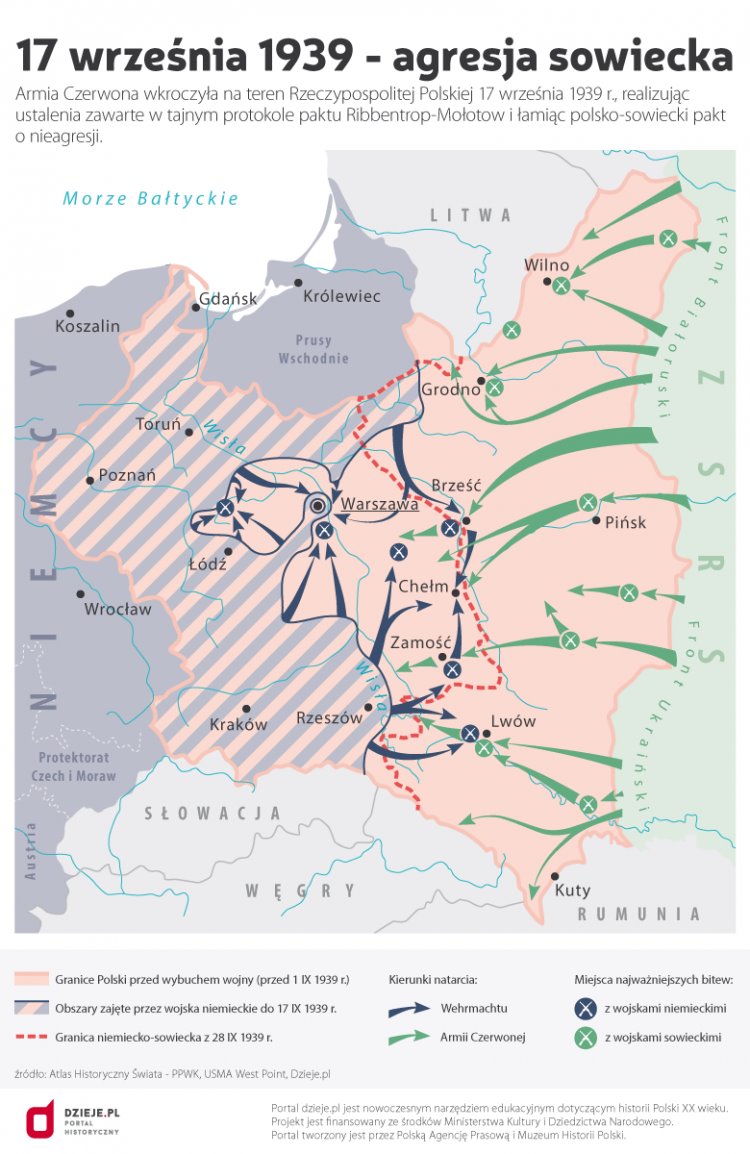 17 września 1939 - agresja sowiecka
Armia Czerwona wkroczyła na teren Rzeczypospolitej Polskiej 17 września 1939 r., realizując
ustalenia zawarte w tajnym protokole paktu Ribbentrop-Mołotow i łamiąc polsko-sowiecki pakt
o nieagresji.
Morze Bałtyckie
LITWA
Front Białoruski
Wilno
Gdańsk
Królewiec
Koszalin
Prusy
Wschodnie
NIEMCY
ZSRS
Grodno
Toruń
Wisła
Poznań
Warszawa
Brześć
Pińsk
Łódź
Chełm
Wrocław
Zamość
Front Ukraiński
Wisła
Kraków
Rzeszów
Lwów
Protektorat
Czech i Moraw
SŁOWACJA
Austria
WĘGRY
Kuty
RUMUNIA
Granice Polski przed wybuchem wojny (przed 1 IX 1939 r.)
Obszary zajęte przez wojska niemieckie do 17 IX 1939 r.
Granica niemiecko-sowiecka z 28 IX 1939 r.
Kierunki natarcia:
Wehrmachtu
Armii Czerwonej
Miejsca najważniejszych bitew:
z wojskami niemieckimi
z wojskami sowieckimi
źródło: Atlas Historyczny Świata - PPWK, USMA West Point, Dzieje.pl
DZIEJE.PL
PORTAL
HISTORYCZNY
Portal dzieje.pl jest nowoczesnym narzędziem edukacyjnym dotyczącym historii Polski XX wieku.
Projekt jest finansowany ze środków Ministerstwa Kultury i Dziedzictwa Narodowego.
Portal tworzony jest przez Polską Agencję Prasową i Muzeum Historii Polski.